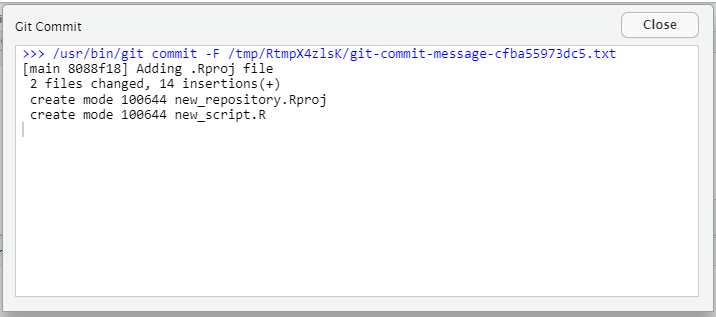 Git Commit
Close
>>> /usr/bin/git commit -F /tmp/RtmpX4zlsK/git-commit-message-cfba55973dc5.txt
[main 8088f18] Adding .Rproj file
 2 files changed, 14 insertions(+)
 create mode 100644 new_repository.Rproj
 create mode 100644 new_script.R